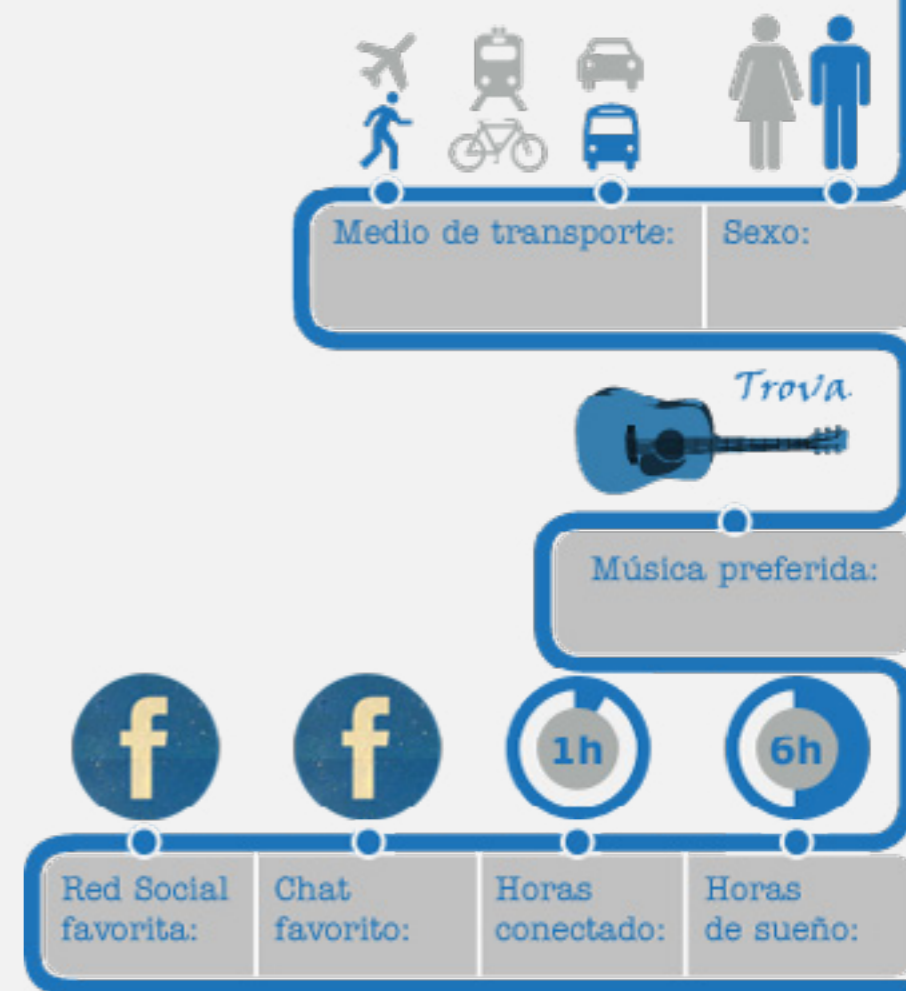 Medio de transporte:
Sexo:
Trova
Música preferida:
f
f
1h
6h
Red Social
favorita:
Chat
favorito:
Horas
conectado:
Horas
de sueño: